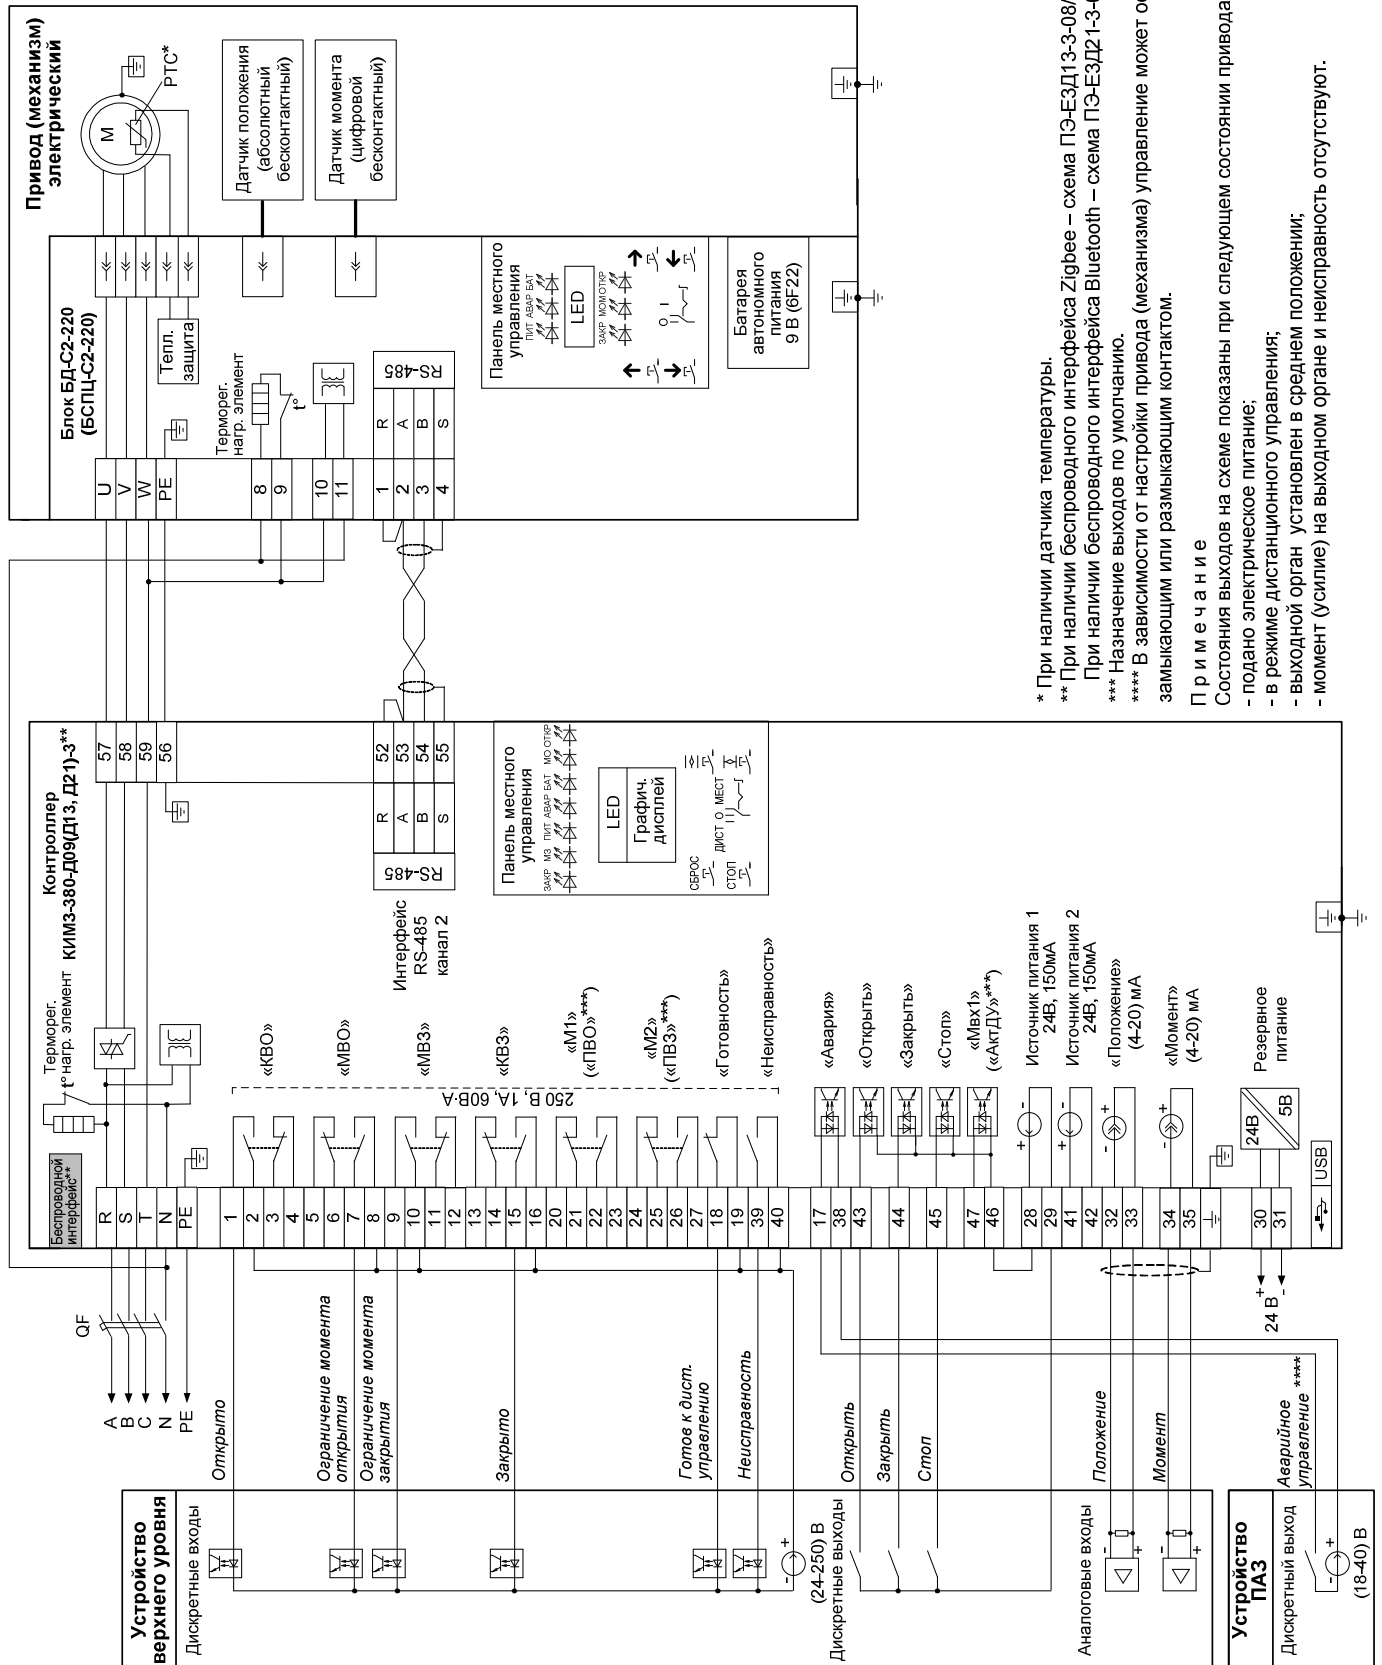 Привод (механизм)
электрический
M
PTC*
Датчик положения
(абсолютный
бесконтактный)
Датчик момента
(цифровой
бесконтактный)
Блок БД-С2-220
(БСПЦ-С2-220)
Тепл.
защита
U
V
W
PE
Терморег.
нагр. элемент
t°
8
9
10
11
1
2
3
4
R
A
B
S
RS-485
Панель местного
управления
ПИТ АВАР БАТ
LED
ЗАКР МОМ ОТКР
O I
Батарея
автономного
питания
9 В (6F22)
Контроллер
КИМ3-380-Д09(Д13, Д21)-3**
57
58
59
56
52
53
54
55
R
A
B
S
RS-485
Интерфейс
RS-485
канал 2
Панель местного
управления
ЗАКР МЗ ПИТ АВАР БАТ МО ОТКР
LED
Графич.
дисплей
СБРОС
СТОП
ДИСТ О МЕСТ
Терморег.
t° нагр. элемент
Беспроводной
интерфейс**
R
S
T
N
PE
1
2
3
4
5
6
7
8
9
10
11
12
13
14
15
16
20
21
22
23
24
25
26
27
18
19
39
40
17
38
43
44
45
47
46
28
29
41
42
32
33
34
35
30
31
USB
250 В, 1А, 60В·А
«КВО»
«МВО»
«МВЗ»
«КВЗ»
«М1»
(«ПВО»***)
«М2»
(«ПВЗ»***)
«Готовность»
«Неисправность»
«Авария»
«Открыть»
«Закрыть»
«Стоп»
«Мвх1»
(«АктДУ»***)
Источник питания 1
24В, 150мА
Источник питания 2
24В, 150мА
«Положение»
(4-20) мА
«Момент»
(4-20) мА
Резервное
питание
24В
5В
+ -
+ -
- +
- +
QF
A
B
C
N
PE
24 В
+
-
Открыто
Ограничение момента
открытия
Ограничение момента
закрытия
Закрыто
Готов к дист.
управлению
Неисправность
Открыть
Закрыть
Стоп
Положение
Момент
Аварийное
управление ****
Устройство
верхнего уровня
Дискретные входы
- +
(24-250) В
Дискретные выходы
Аналоговые входы
- +
- +
Устройство
ПАЗ
Дискретный выход
- +
(18-40) В
* При наличии датчика температуры.
** При наличии беспроводного интерфейса Zigbee – схема ПЭ-ЕЗД13-3-08/
При наличии беспроводного интерфейса Bluetooth – схема ПЭ-ЕЗД21-3-
*** Назначение выходов по умолчанию.
**** В зависимости от настройки привода (механизма) управление может ос
замыкающим или размыкающим контактом.
Примечание
Состояния выходов на схеме показаны при следующем состоянии привода
- подано электрическое питание;
- в режиме дистанционного управления;
- выходной орган установлен в среднем положении;
- момент (усилие) на выходном органе и неисправность отсутствуют.